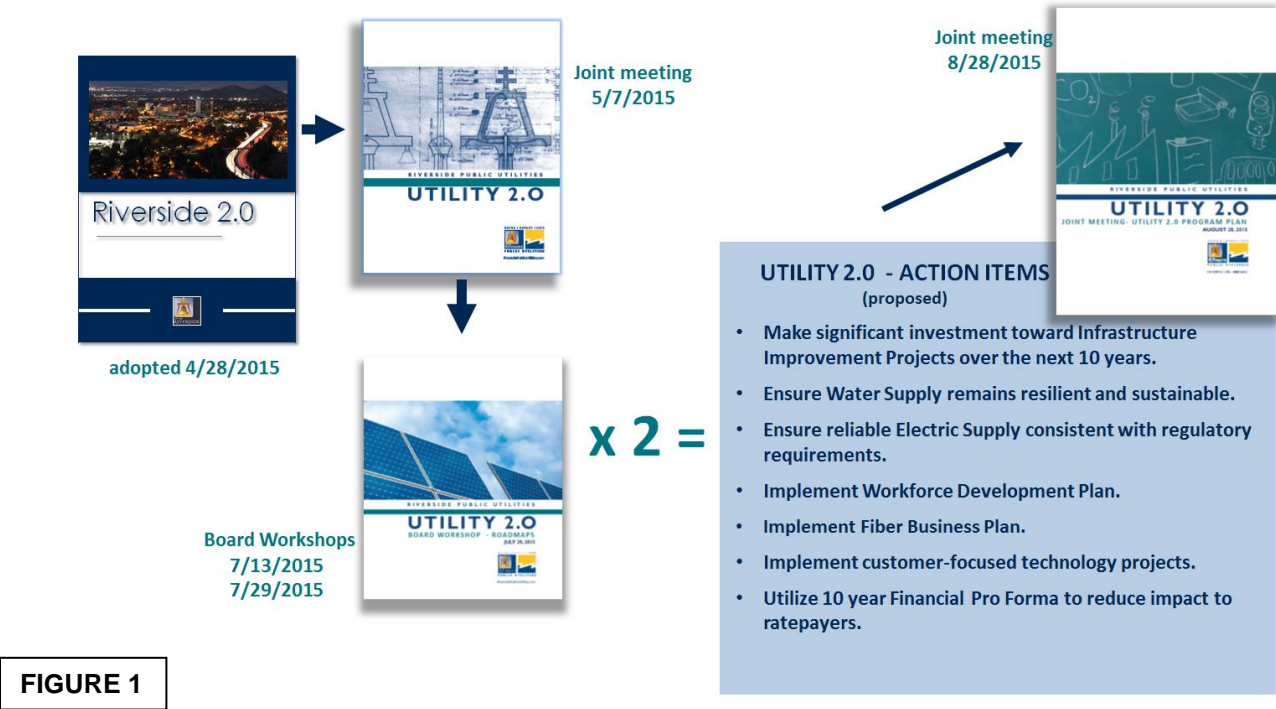 Riverside 2.0
adopted 4/28/2015
RIVERSIDE PUBLIC UTILITIES
UTILITY 2.0
Joint meeting
5/7/2015
RIVERSIDE PUBLIC UTILITIES
UTILITY 2.0
BOARD WORKSHOP - ROADMAPS
JULY 29, 2015
Board Workshops
7/13/2015
7/29/2015
x 2 =
Joint meeting
8/28/2015
RIVERSIDE PUBLIC UTILITIES
UTILITY 2.0
JOINT MEETING- UTILITY 2.0 PROGRAM PLAN
AUGUST 28, 2015
UTILITY 2.0 - ACTION ITEMS
(proposed)
• Make significant investment toward Infrastructure
Improvement Projects over the next 10 years.
• Ensure Water Supply remains resilient and sustainable.
• Ensure reliable Electric Supply consistent with regulatory
requirements.
• Implement Workforce Development Plan.
• Implement Fiber Business Plan.
• Implement customer-focused technology projects.
• Utilize 10 year Financial Pro Forma to reduce impact to
ratepayers.
FIGURE 1